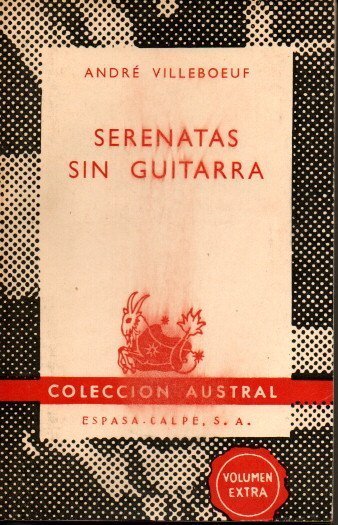 ANDRÉ VILLEBOEUF
SERENATAS
SIN GUITARRA
COLECCION AUSTRAL
ESPASA-CALPE, S. A.
VOLUMEN
EXTRA